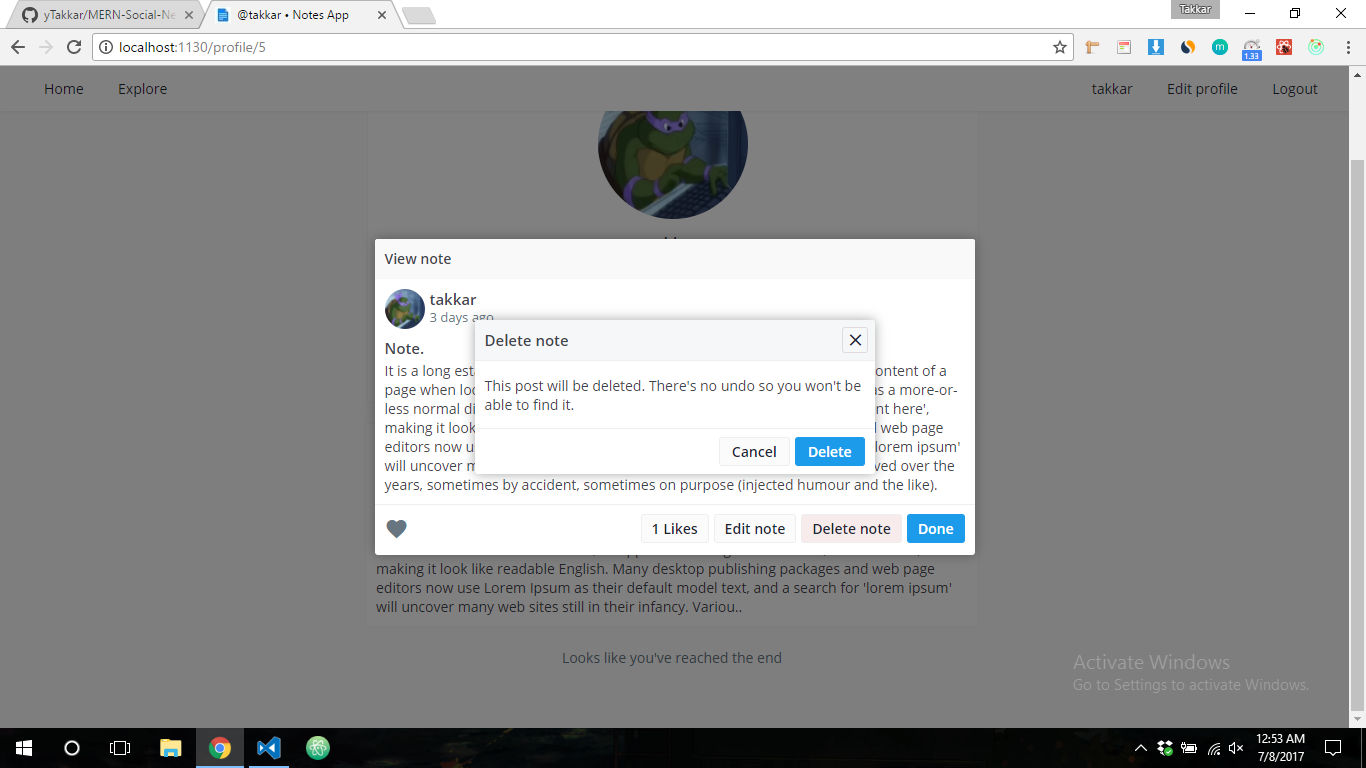 yTakkar/MERN-Social-Ne
@takkar • Notes App
Takkar
localhost:1130/profile/5
m
1.33
Home
Explore
takkar
Edit profile
Logout
View note
takkar
3 days ago
Delete note
Note.
It is a long est
ontent of a
This post will be deleted. There's no undo so you won't be
page when loo
as a more-or-
able to find it.
less normal di
nt here',
making it look
d web page
Cancel
Delete
editors now u
lorem ipsum'
will uncover m
ved over the
years, sometimes by accident, sometimes on purpose (injected humour and the like).
1 Likes
Edit note
Delete note
Done
making it look like readable English. Many desktop publishing packages and web page
editors now use Lorem Ipsum as their default model text, and a search for 'lorem ipsum'
will uncover many web sites still in their infancy. Variou..
Looks like you've reached the end
Activate Windows
Go to Settings to activate Windows.
12:53 AM
7/8/2017